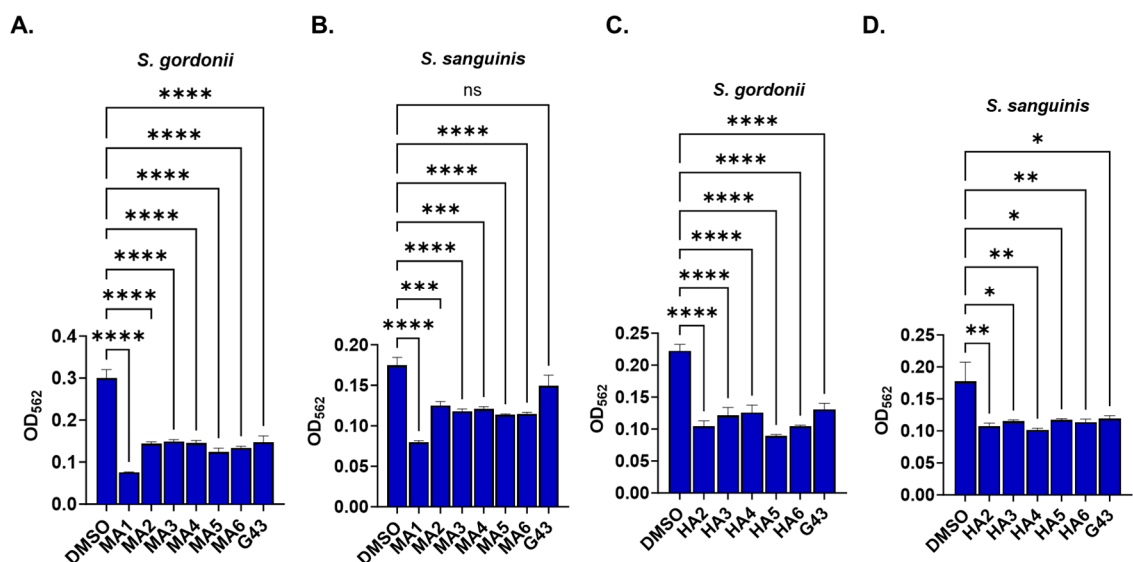 A.
S. gordonii
****
****
****
****
****
****
****
0.4
0.3
0.2
0.1
0.0
OD562
DMSO
MA1
MA2
MA3
MA4
MA5
MA6
G43
B.
S. sanguinis
ns
****
****
***
****
***
****
0.20
0.15
0.10
0.05
0.00
OD562
DMSO
MA1
MA2
MA3
MA4
MA5
MA6
G43
C.
S. gordonii
****
****
****
****
****
****
0.25
0.20
0.15
0.10
0.05
0.00
OD562
DMSO
HA2
HA3
HA4
HA5
HA6
G43
D.
S. sanguinis
*
**
*
**
*
**
0.25
0.20
0.15
0.10
0.05
0.00
OD562
DMSO
HA2
HA3
HA4
HA5
HA6
G43